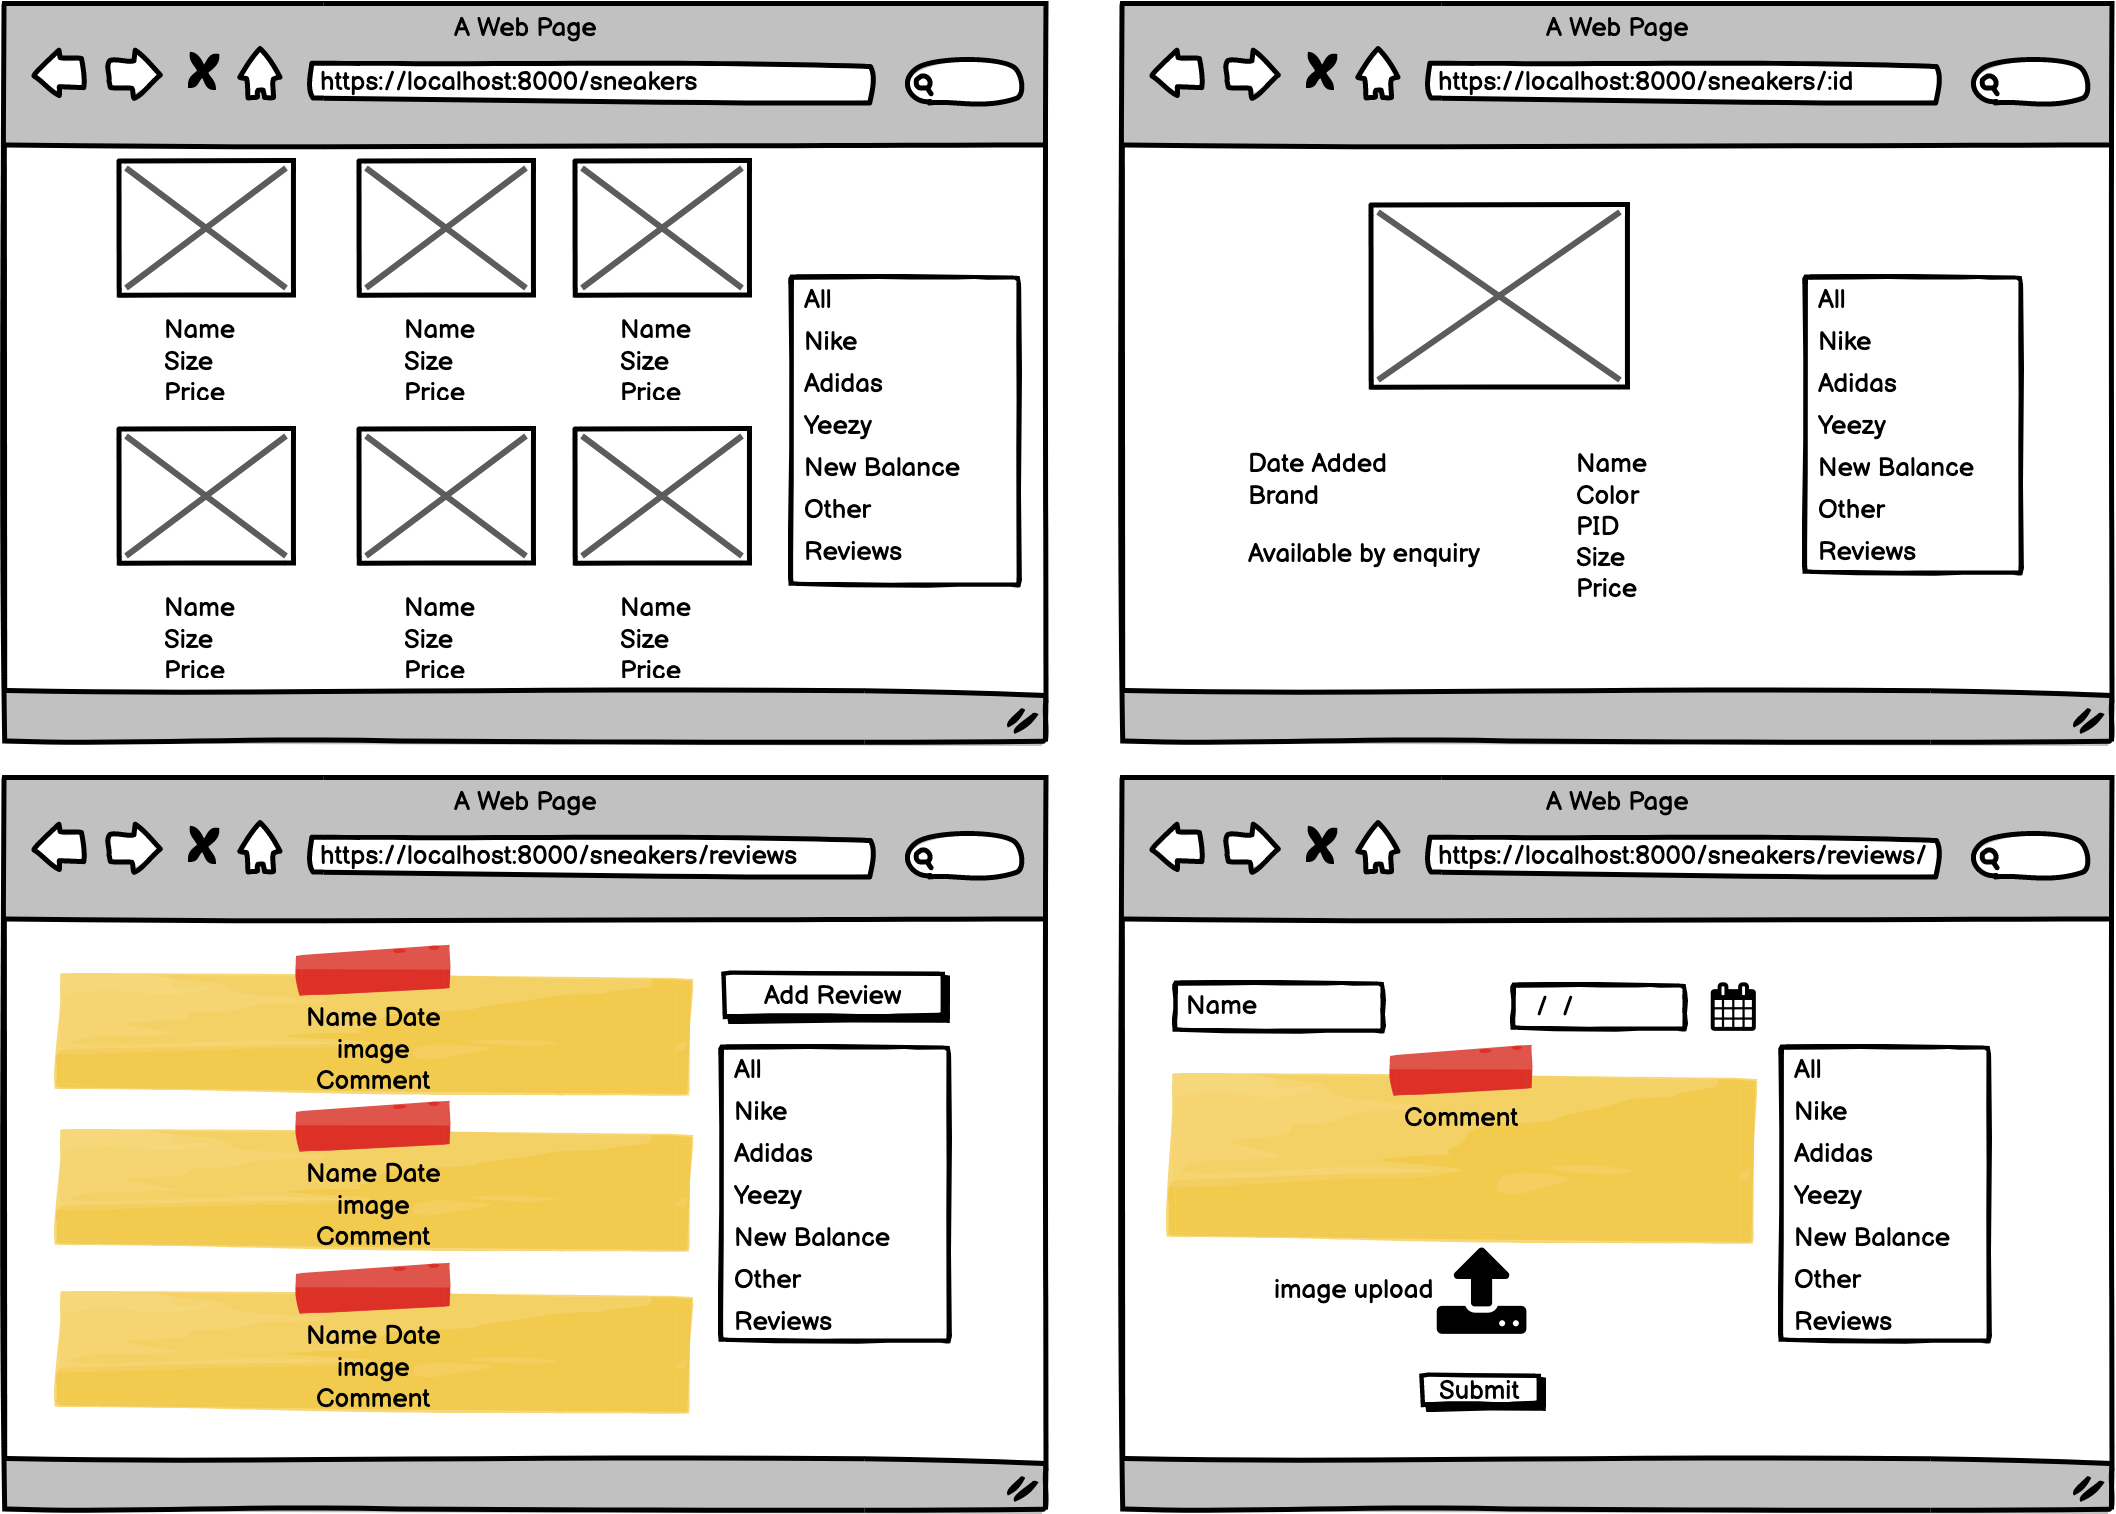 A Web Page
https://localhost:8000/sneakers
Name
Size
Price
Name
Size
Price
Name
Size
Price
Name
Size
Price
Name
Size
Price
Name
Size
Price
All
Nike
Adidas
Yeezy
New Balance
Other
Reviews
A Web Page
https://localhost:8000/sneakers/:id
Date Added
Brand
Available by enquiry
Name
Color
PID
Size
Price
All
Nike
Adidas
Yeezy
New Balance
Other
Reviews
A Web Page
https://localhost:8000/sneakers/reviews
Name Date
image
Comment
Name Date
image
Comment
Name Date
image
Comment
Add Review
All
Nike
Adidas
Yeezy
New Balance
Other
Reviews
A Web Page
https://localhost:8000/sneakers/reviews/
Name
/ /
Comment
image upload
Submit
All
Nike
Adidas
Yeezy
New Balance
Other
Reviews